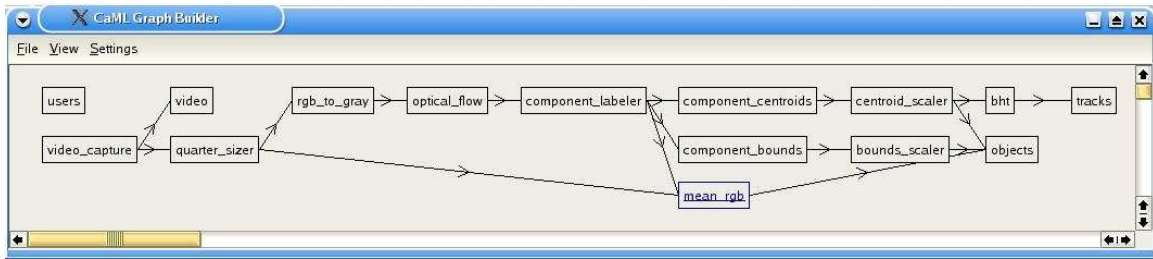 CaML Graph Builder
File View Settings
users video rgb_to_gray optical_flow component_labeler component_centroids centroid_scaler bht tracks
video_capture quarter_sizer component_bounds bounds_scaler objects
mean_rgb